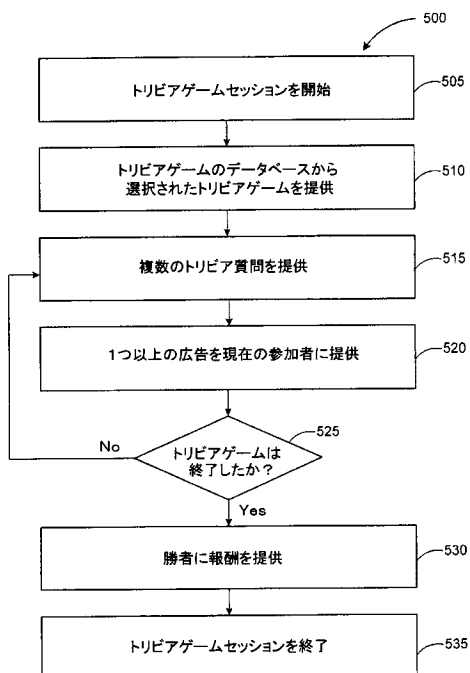 500
トリビアゲームセッションを開始
505
トリビアゲームのデータベースから
選択されたトリビアゲームを提供
510
複数のトリビア質問を提供
515
1つ以上の広告を現在の参加者に提供
520
トリビアゲームは
終了したか？
525
No
Yes
勝者に報酬を提供
530
トリビアゲームセッションを終了
535